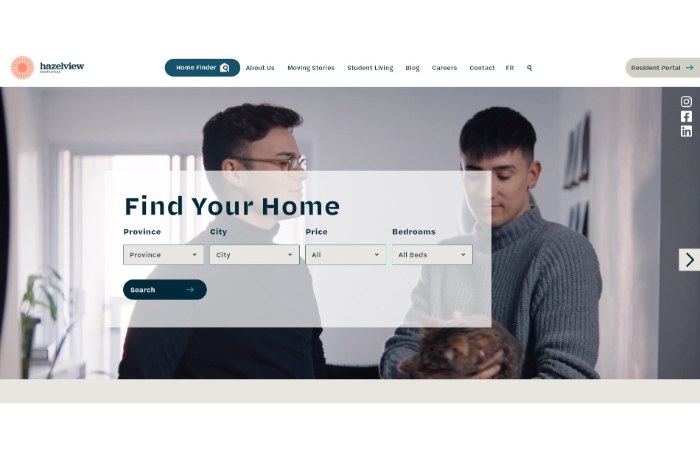 hazelview
Home Finder
About Us
Moving Stories
Student Living
Blog
Careers
Contact
FR
Resident Portal
Find Your Home
Province
City
Price
Bedrooms
Province
City
All
All Beds
Search